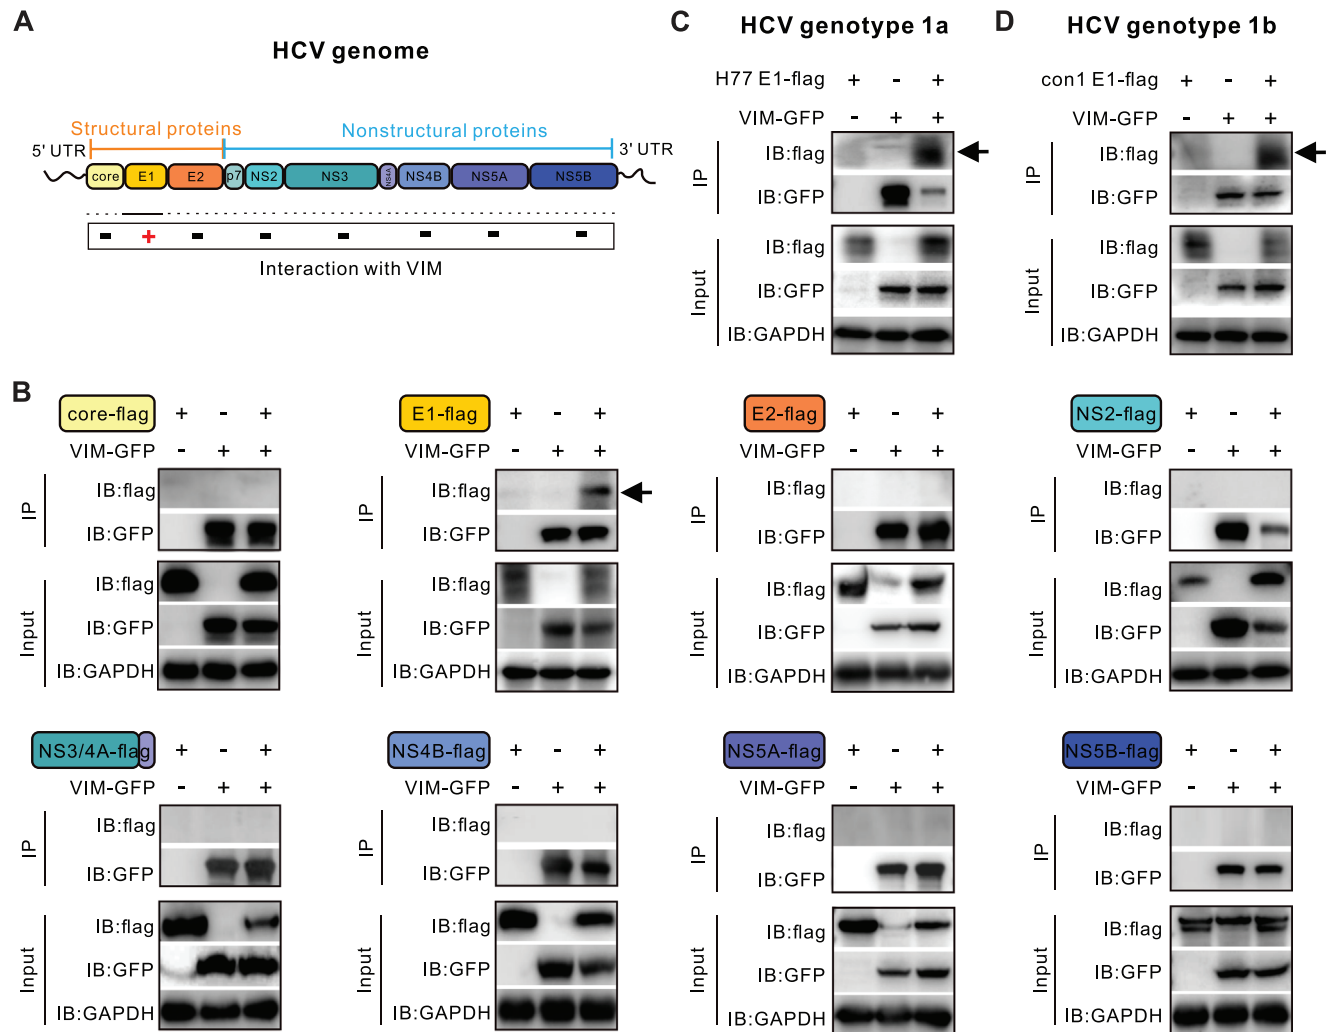 A
HCV genome
Structural proteins
Nonstructural proteins
5' UTR
3' UTR
core E1 E2 p7 NS2 NS3 NS4A NS4B NS5A NS5B
- + - - - - - -
Interaction with VIM
C
HCV genotype 1a
H77 E1-flag + - +
VIM-GFP - + +
IP
IB:flag
IB:GFP
Input
IB:flag
IB:GFP
IB:GAPDH
D
HCV genotype 1b
con1 E1-flag + - +
VIM-GFP - + +
IP
IB:flag
IB:GFP
Input
IB:flag
IB:GFP
IB:GAPDH
B
core-flag + - +
VIM-GFP - + +
IP
IB:flag
IB:GFP
Input
IB:flag
IB:GFP
IB:GAPDH
E1-flag + - +
VIM-GFP - + +
IP
IB:flag
IB:GFP
Input
IB:flag
IB:GFP
IB:GAPDH
E2-flag + - +
VIM-GFP - + +
IP
IB:flag
IB:GFP
Input
IB:flag
IB:GFP
IB:GAPDH
NS2-flag + - +
VIM-GFP - + +
IP
IB:flag
IB:GFP
Input
IB:flag
IB:GFP
IB:GAPDH
NS3/4A-flag + - +
VIM-GFP - + +
IP
IB:flag
IB:GFP
Input
IB:flag
IB:GFP
IB:GAPDH
NS4B-flag + - +
VIM-GFP - + +
IP
IB:flag
IB:GFP
Input
IB:flag
IB:GFP
IB:GAPDH
NS5A-flag + - +
VIM-GFP - + +
IP
IB:flag
IB:GFP
Input
IB:flag
IB:GFP
IB:GAPDH
NS5B-flag + - +
VIM-GFP - + +
IP
IB:flag
IB:GFP
Input
IB:flag
IB:GFP
IB:GAPDH